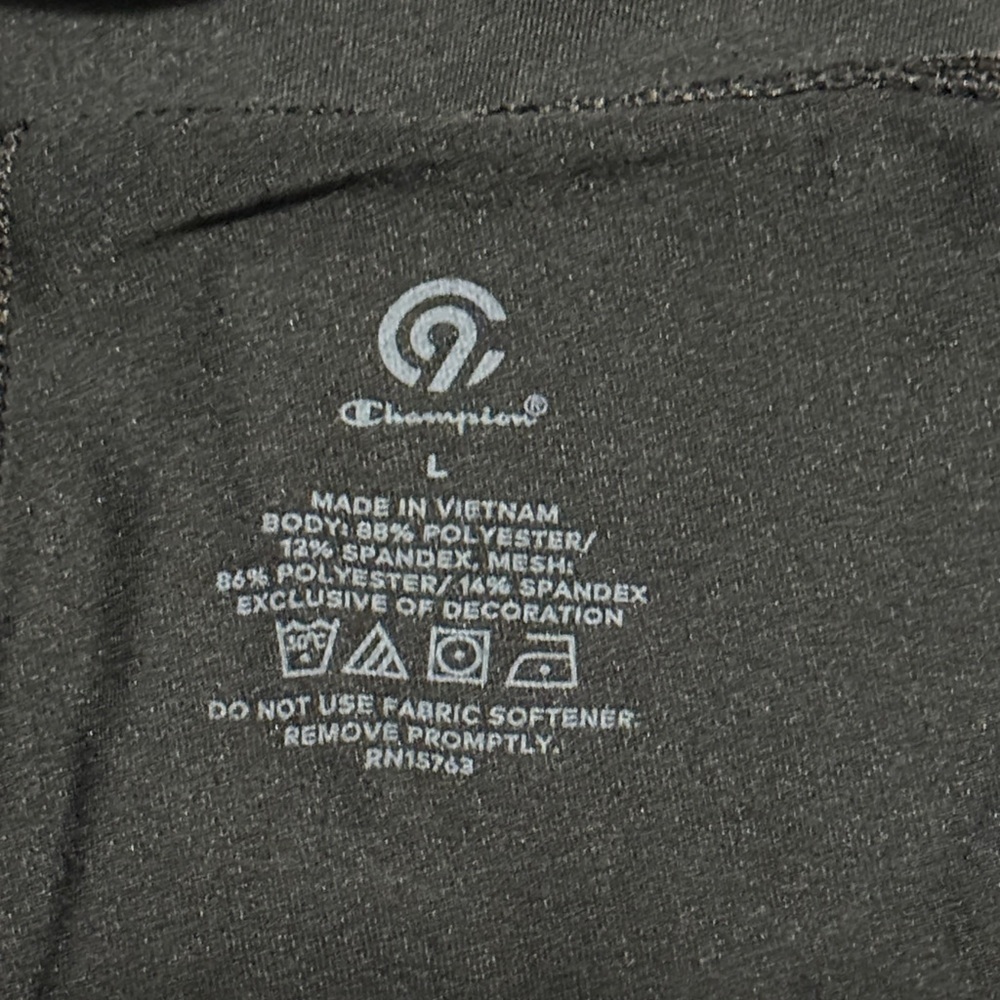 C9
Champion®
L
MADE IN VIETNAM
BODY: 88% POLYESTER/
12% SPANDEX, MESH:
86% POLYESTER/ 14% SPANDEX
EXCLUSIVE OF DECORATION
DO NOT USE FABRIC SOFTENER.
REMOVE PROMPTLY.
RN15763